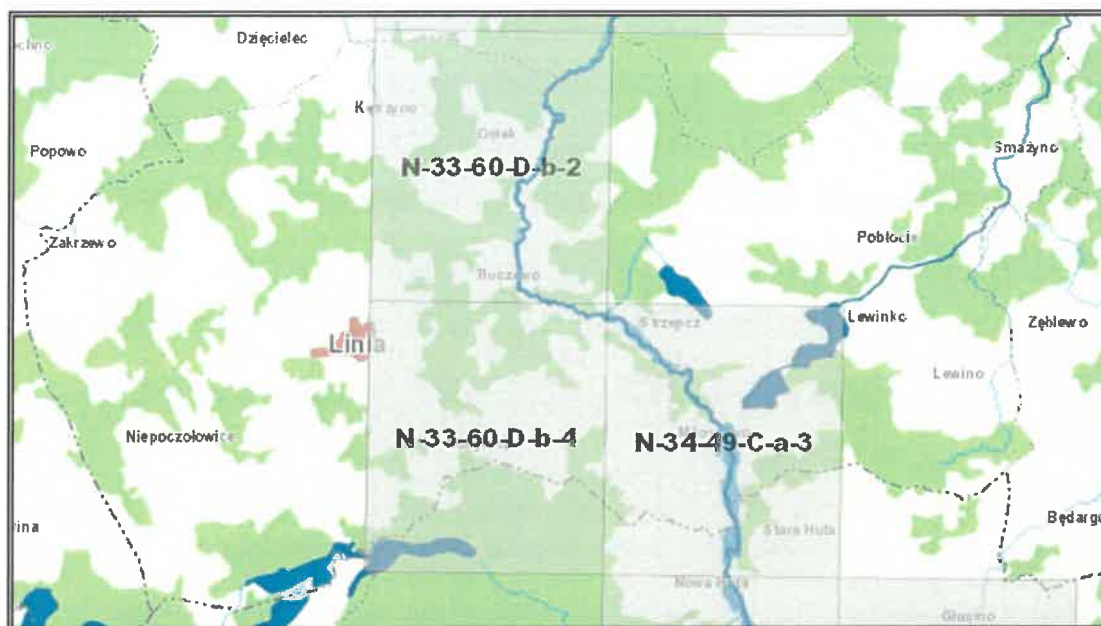 Dzięcielec
Popowo
Smażyno
N-33-60-D-b-2
Zakrzewo
Pobłocie
Tłuczewo
Strzepcz
Lewinko
Zęblewo
Linia
Lewino
Niepoczołowice
N-33-60-D-b-4
N-34-49-C-a-3
Stara Huta
Będargo
Nowa Huta
Głusino